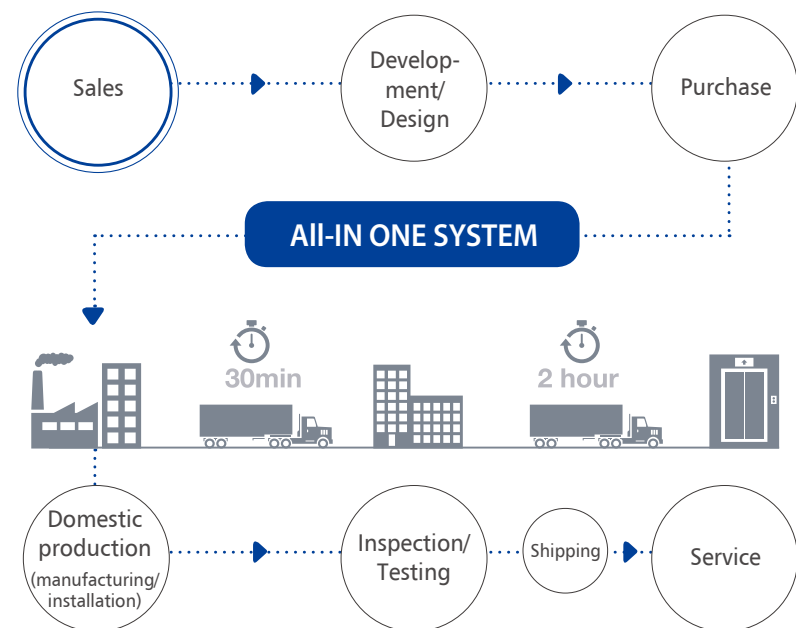 Sales
Develop-
ment/
Design
Purchase
All-IN ONE SYSTEM
30min
2 hour
Domestic
production
(manufacturing/
installation)
Inspection/
Testing
Shipping
Service